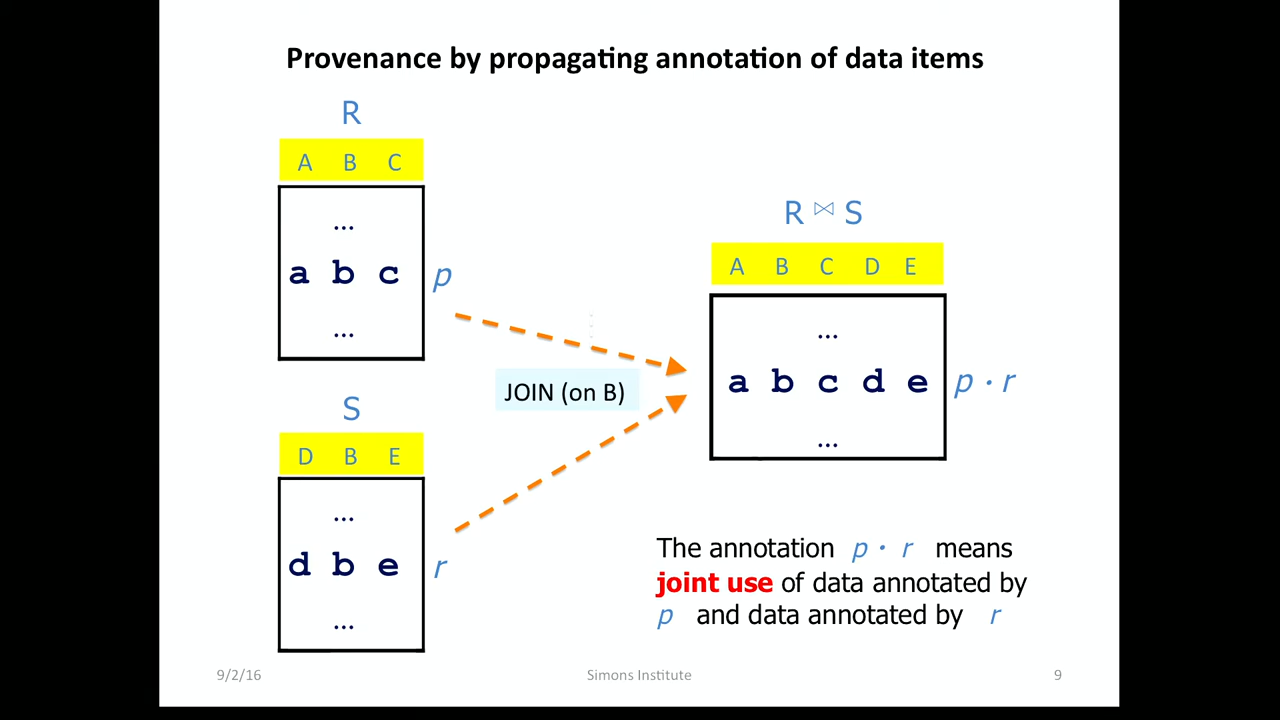 Provenance by propagating annotation of data items
R
A B C
...
a b c p
...
S
D B E
...
d b e r
...
JOIN (on B)
R ⋈ S
A B C D E
...
a b c d e p · r
...
The annotation p · r means
joint use of data annotated by
p and data annotated by r
9/2/16 Simons Institute 9